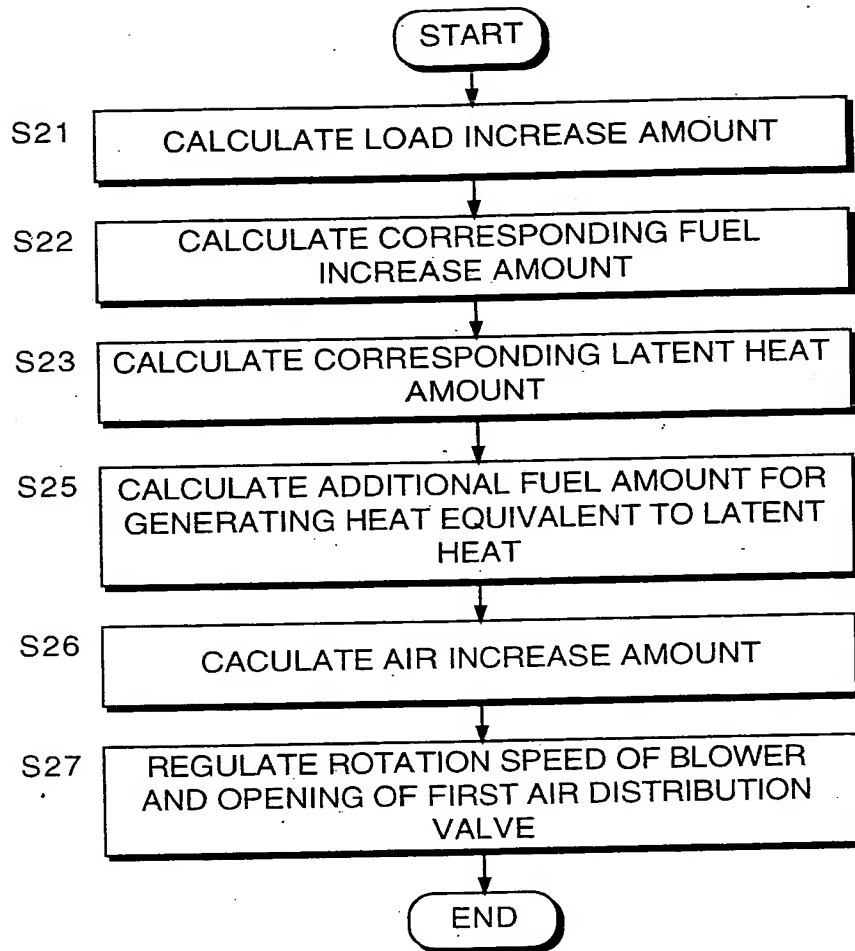 START
S21
CALCULATE LOAD INCREASE AMOUNT
S22
CALCULATE CORRESPONDING FUEL
INCREASE AMOUNT
S23
CALCULATE CORRESPONDING LATENT HEAT
AMOUNT
S25
CALCULATE ADDITIONAL FUEL AMOUNT FOR
GENERATING HEAT EQUIVALENT TO LATENT
HEAT
S26
CACULATE AIR INCREASE AMOUNT
S27
REGULATE ROTATION SPEED OF BLOWER
AND OPENING OF FIRST AIR DISTRIBUTION
VALVE
END